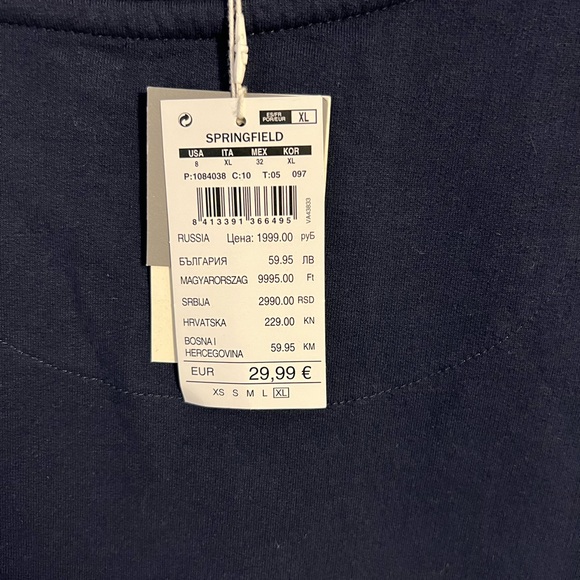 ES/FR POR/EUR XL
SPRINGFIELD
USA ITA MEX KOR
8 XL 32 XL
P:1084038 C:10 T:05 097
VA43833
8 413391 366495
RUSSIA Цена: 1999.00 руБ
БЪЛГАРИЯ 59.95 ЛВ
MAGYARORSZAG 9995.00 Ft
SRBIJA 2990.00 RSD
HRVATSKA 229.00 KN
BOSNA I
HERCEGOVINA 59.95 KM
EUR 29,99 €
XS S M L XL